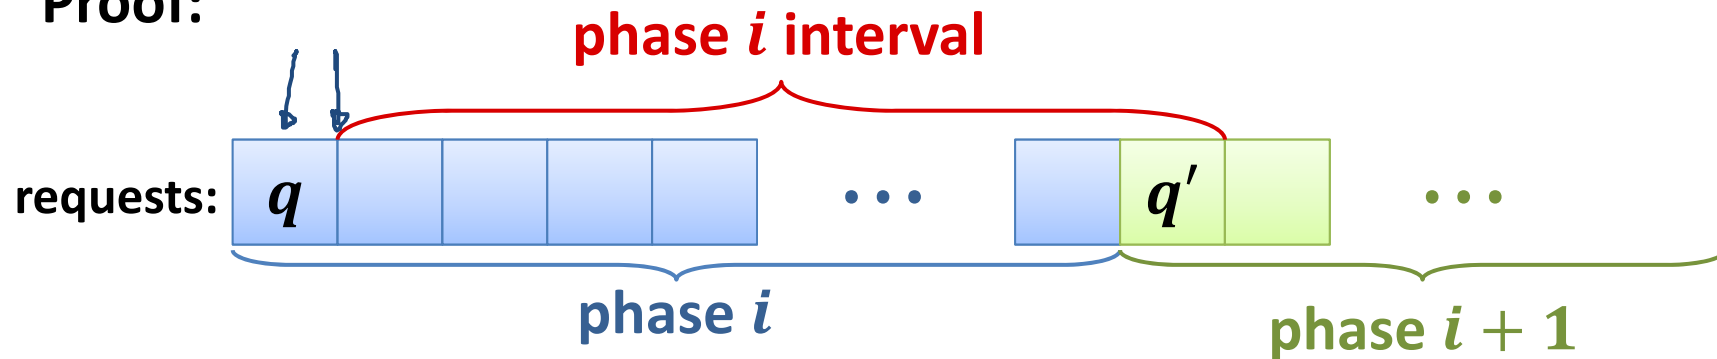 Proof:
phase i interval
requests: q ••• q′ •••
phase i
phase i + 1